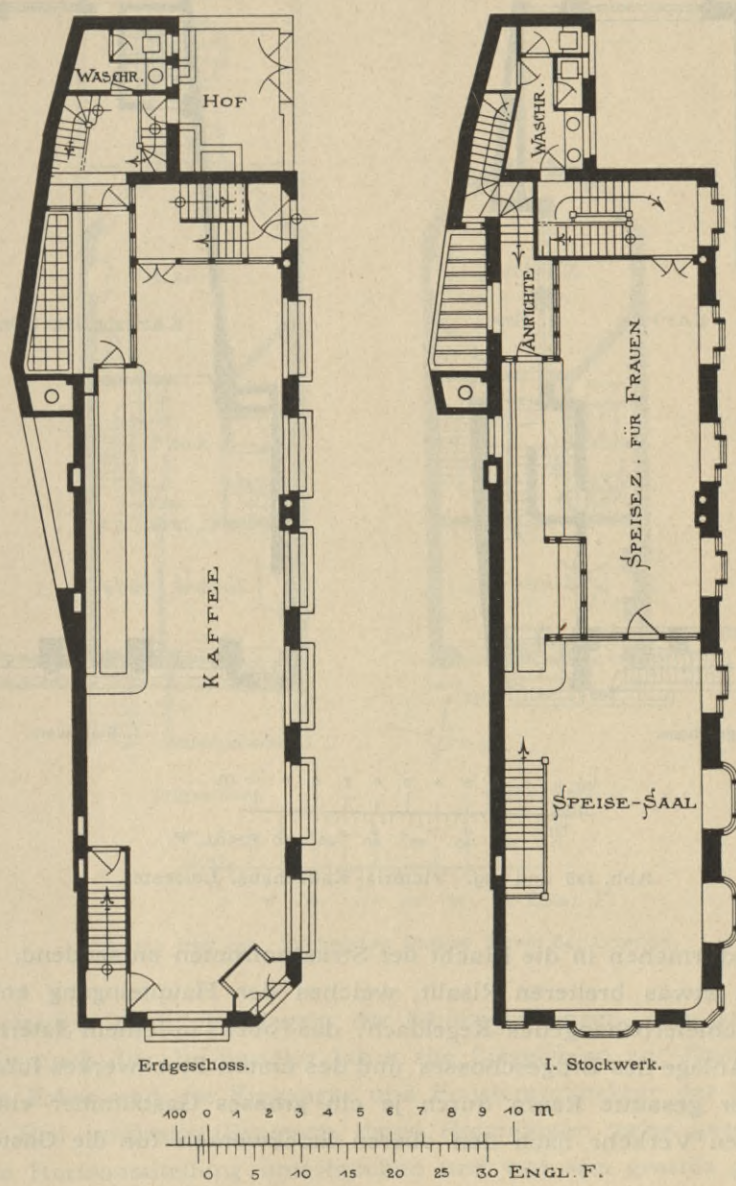 WASCHR.
HOF
KAFFEE
WASCHR.
ANRICHTE
SPEISEZ. FÜR FRAUEN
SPEISE-SAAL
Erdgeschoss.
I. Stockwerk.
100 0 1 2 3 4 5 6 7 8 9 10 m
0 5 10 15 20 25 30 ENGL. F.